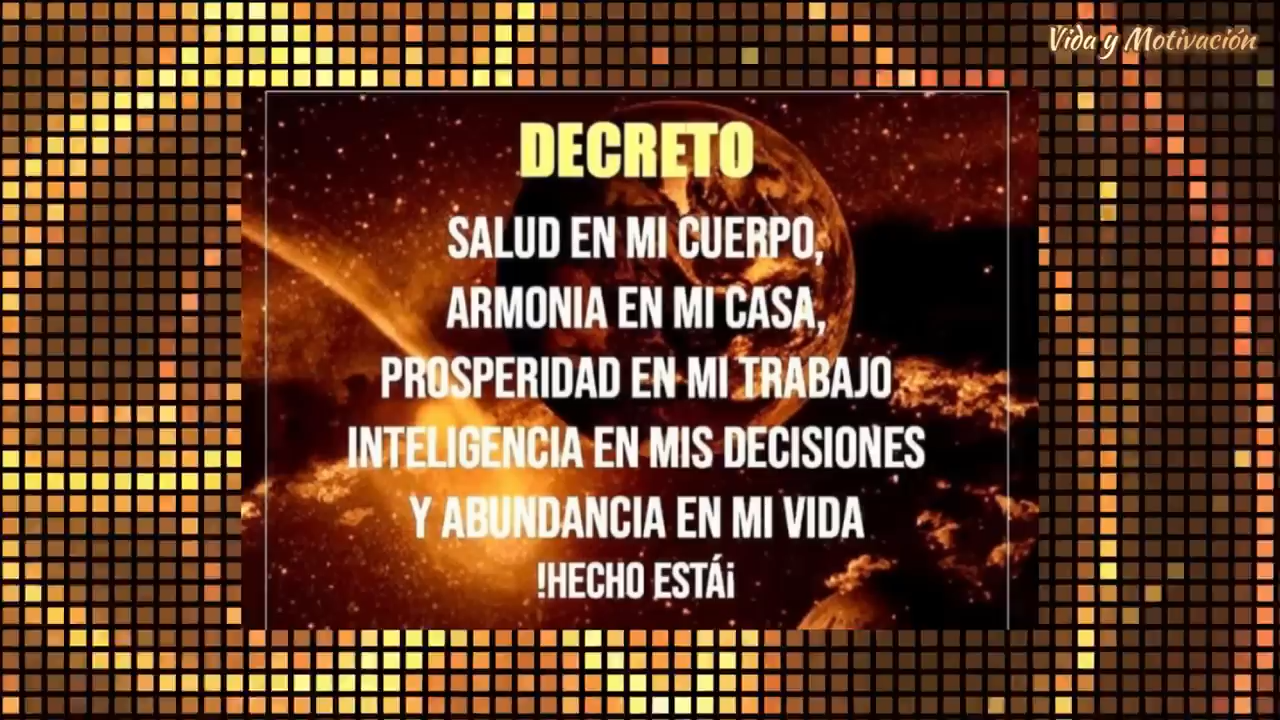 Vida y Motivación
DECRETO
SALUD EN MI CUERPO,
ARMONIA EN MI CASA,
PROSPERIDAD EN MI TRABAJO
INTELIGENCIA EN MIS DECISIONES
Y ABUNDANCIA EN MI VIDA
!HECHO ESTÁ¡